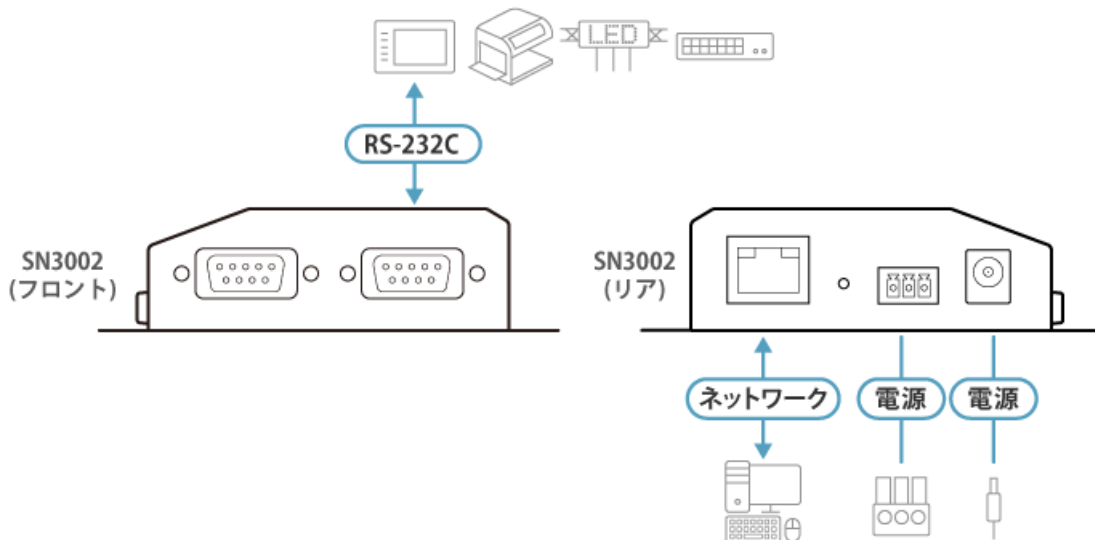 LED
RS-232C
SN3002
(フロント)
SN3002
(リア)
ネットワーク
電源
電源